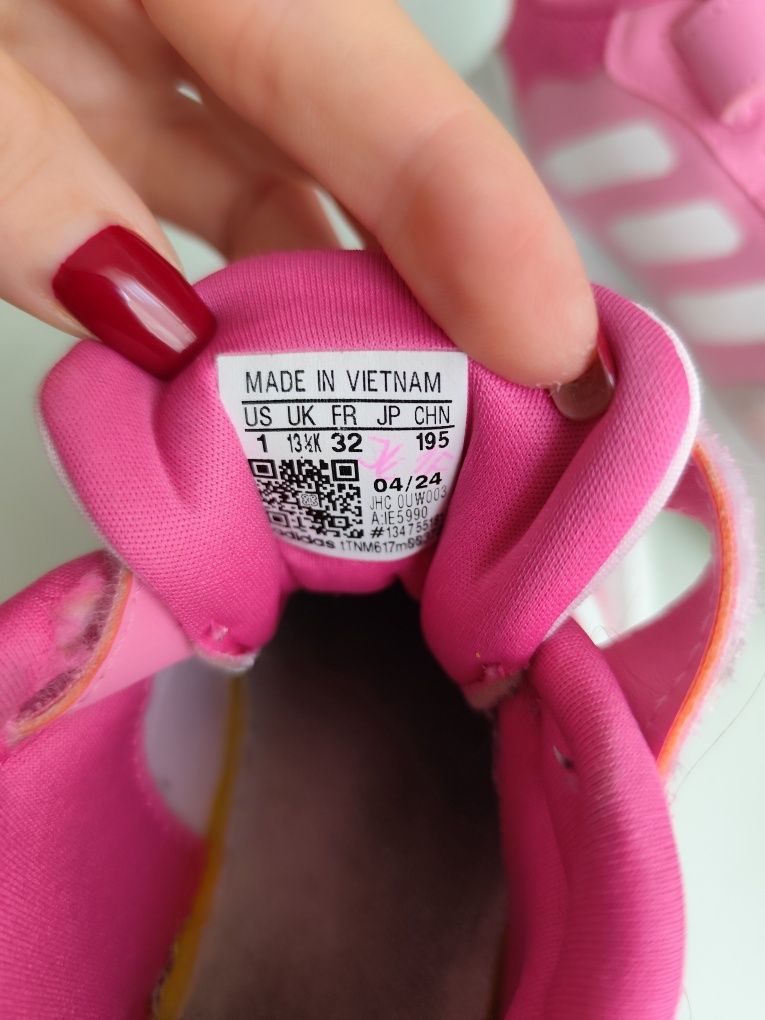 MADE IN VIETNAM
US UK FR JP CHN
1 13½K 32 195
04/24
JHC 0UW003
A:IE5990
adidas